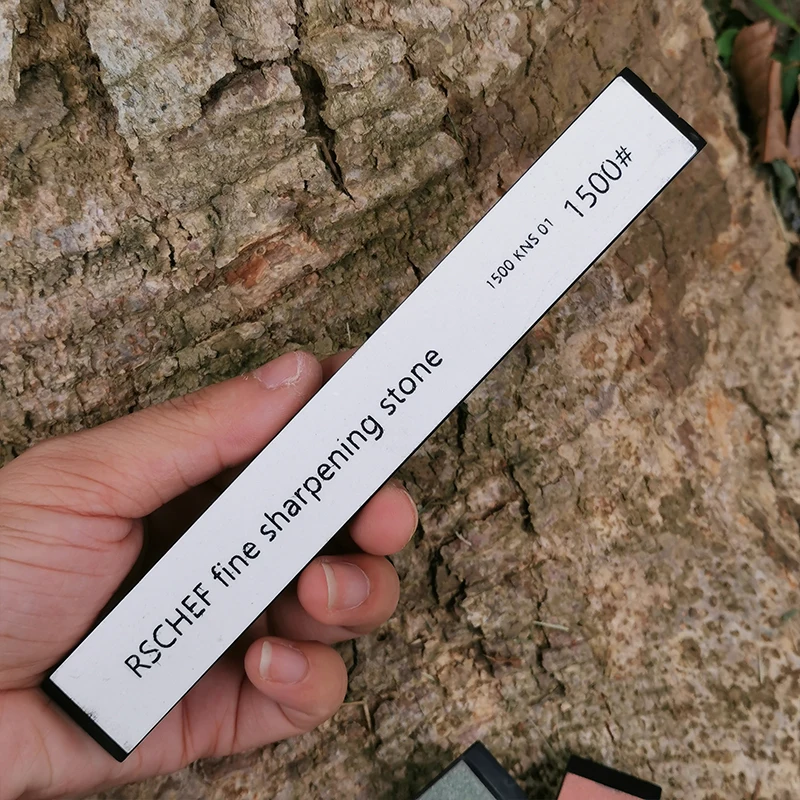 RSCHEF fine sharpening stone
1500 KNS 01
1500#